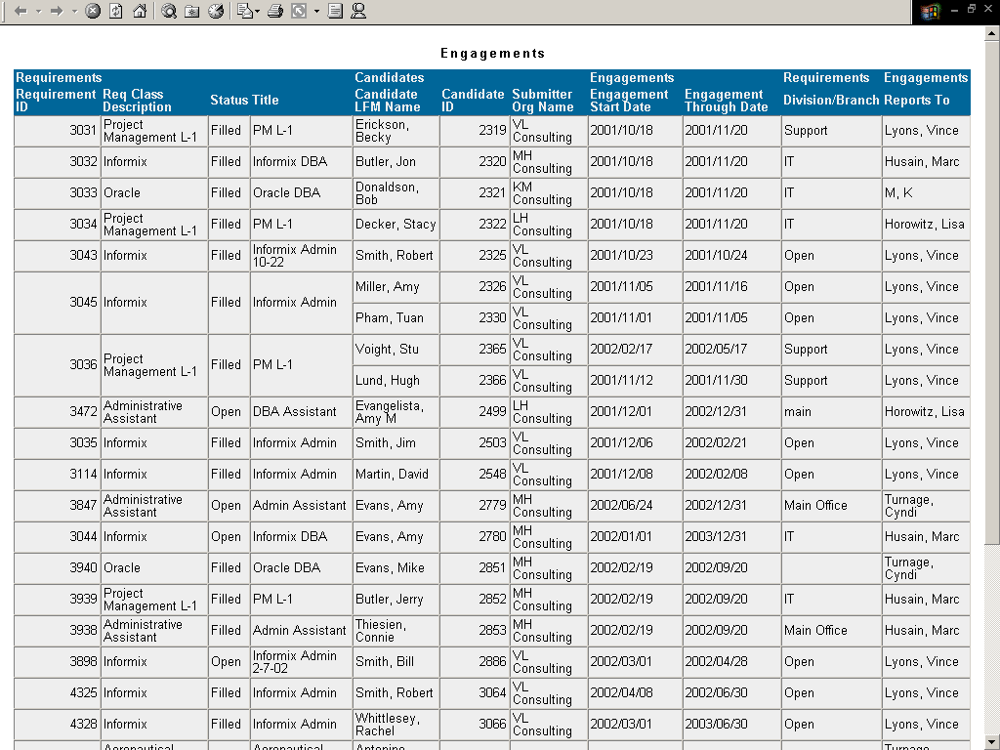 Engagements
Requirements Candidates Engagements Requirements Engagements
Requirement ID Req Class Description Status Title Candidate LFM Name Candidate ID Submitter Org Name Engagement Start Date Engagement Through Date Division/Branch Reports To
3031 Project Management L-1 Filled PM L-1 Erickson, Becky 2319 VL Consulting 2001/10/18 2001/11/20 Support Lyons, Vince
3032 Informix Filled Informix DBA Butler, Jon 2320 MH Consulting 2001/10/18 2001/11/20 IT Husain, Marc
3033 Oracle Filled Oracle DBA Donaldson, Bob 2321 KM Consulting 2001/10/18 2001/11/20 IT M, K
3034 Project Management L-1 Filled PM L-1 Decker, Stacy 2322 LH Consulting 2001/10/18 2001/11/20 IT Horowitz, Lisa
3043 Informix Filled Informix Admin 10-22 Smith, Robert 2325 VL Consulting 2001/10/23 2001/10/24 Open Lyons, Vince
3045 Informix Filled Informix Admin Miller, Amy 2326 VL Consulting 2001/11/05 2001/11/16 Open Lyons, Vince
Pham, Tuan 2330 VL Consulting 2001/11/01 2001/11/05 Open Lyons, Vince
3036 Project Management L-1 Filled PM L-1 Voight, Stu 2365 VL Consulting 2002/02/17 2002/05/17 Support Lyons, Vince
Lund, Hugh 2366 VL Consulting 2001/11/12 2001/11/30 Support Lyons, Vince
3472 Administrative Assistant Open DBA Assistant Evangelista, Amy M 2499 LH Consulting 2001/12/01 2002/12/31 main Horowitz, Lisa
3035 Informix Filled Informix Admin Smith, Jim 2503 VL Consulting 2001/12/06 2002/02/21 Open Lyons, Vince
3114 Informix Filled Informix Admin Martin, David 2548 VL Consulting 2001/12/08 2002/02/08 Open Lyons, Vince
3847 Administrative Assistant Open Admin Assistant Evans, Amy 2779 MH Consulting 2002/06/24 2002/12/31 Main Office Turnage, Cyndi
3044 Informix Open Informix DBA Evans, Amy 2780 MH Consulting 2002/01/01 2003/12/31 IT Husain, Marc
3940 Oracle Filled Oracle DBA Evans, Mike 2851 MH Consulting 2002/02/19 2002/09/20 Turnage, Cyndi
3939 Project Management L-1 Filled PM L-1 Butler, Jerry 2852 MH Consulting 2002/02/19 2002/09/20 IT Husain, Marc
3938 Administrative Assistant Filled Admin Assistant Thiesien, Connie 2853 MH Consulting 2002/02/19 2002/09/20 Main Office Husain, Marc
3898 Informix Open Informix Admin 2-7-02 Smith, Bill 2886 VL Consulting 2002/03/01 2002/04/28 Open Lyons, Vince
4325 Informix Filled Informix Admin Smith, Robert 3064 VL Consulting 2002/04/08 2002/06/30 Open Lyons, Vince
4328 Informix Filled Informix Admin Whittlesey, Rachel 3066 VL Consulting 2002/03/01 2003/06/30 Open Lyons, Vince
Aeronautical Aeronautical Antonino Turnage,